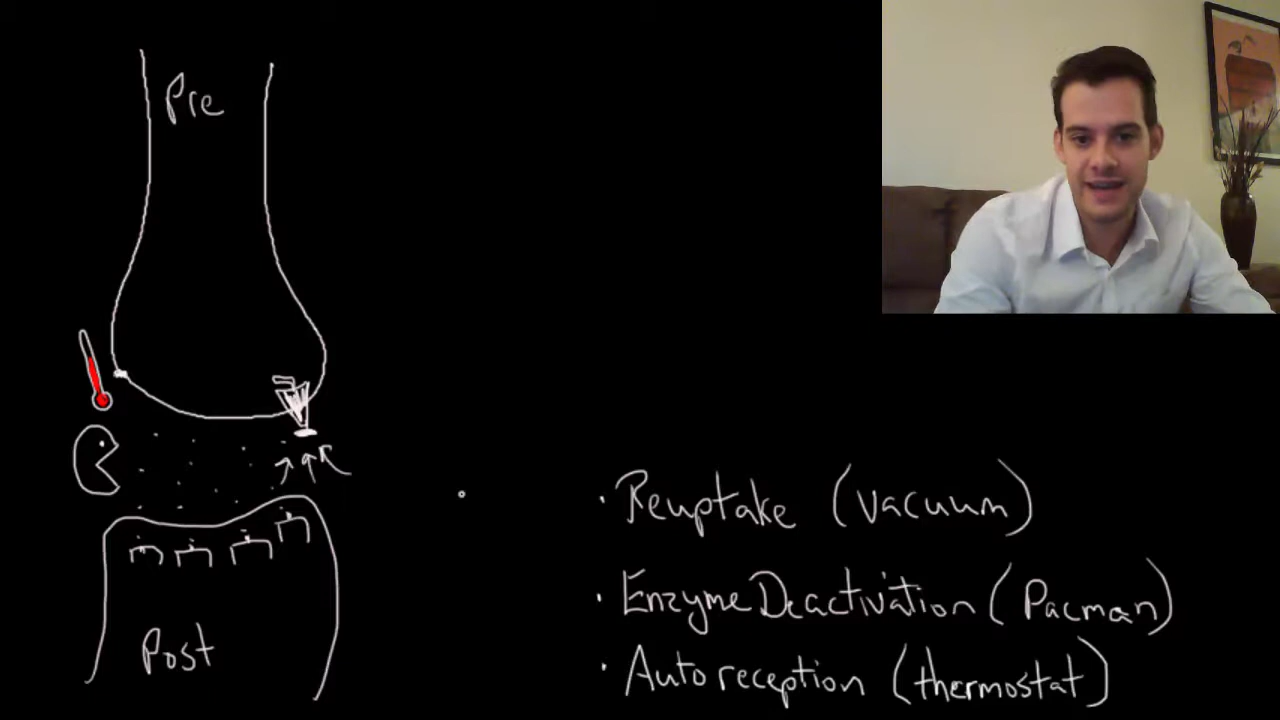 Pre
• Reuptake (vacuum)
• Enzyme Deactivation (Pacman)
• Autoreception (thermostat)
Post